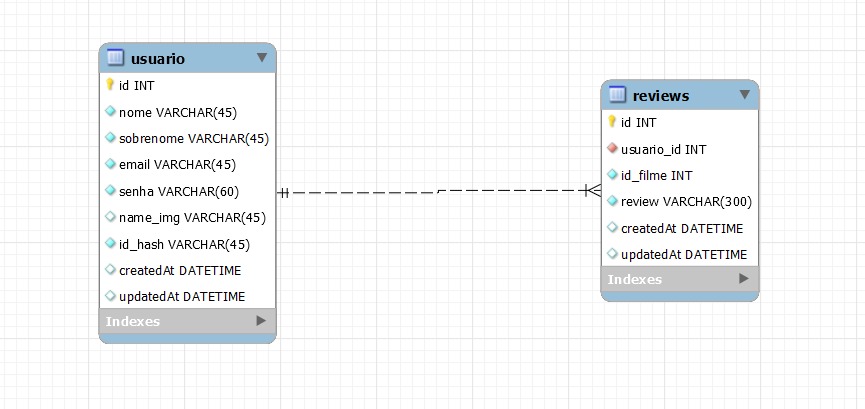 usuario
id INT
nome VARCHAR(45)
sobrenome VARCHAR(45)
email VARCHAR(45)
senha VARCHAR(60)
name_img VARCHAR(45)
id_hash VARCHAR(45)
createdAt DATETIME
updatedAt DATETIME
Indexes
reviews
id INT
usuario_id INT
id_filme INT
review VARCHAR(300)
createdAt DATETIME
updatedAt DATETIME
Indexes